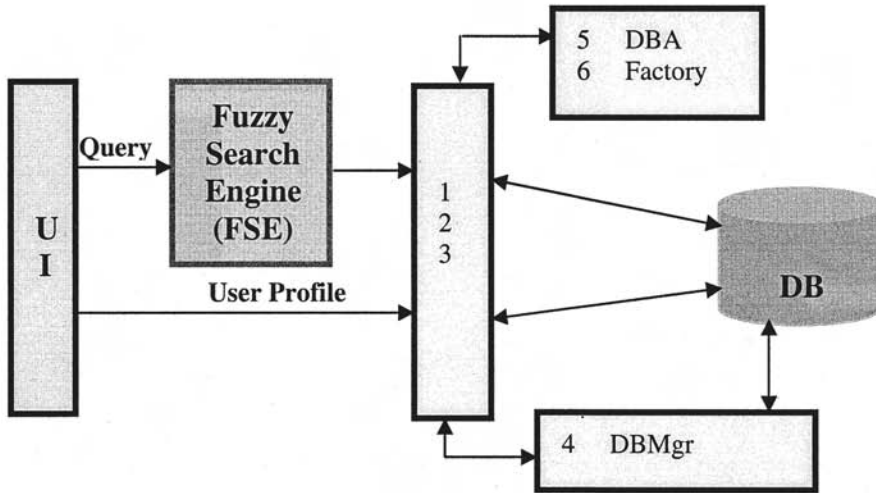 5 DBA
6 Factory
Fuzzy
Search
Engine
(FSE)
Query
U
I
1
2
3
User Profile
DB
4 DBMgr